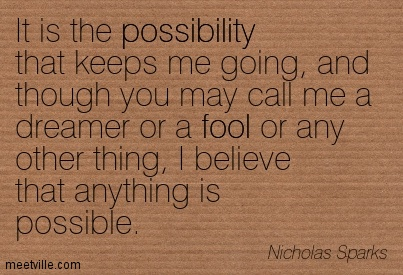 It is the possibility
that keeps me going, and
though you may call me a
dreamer or a fool or any
other thing, I believe
that anything is
possible.
Nicholas Sparks
meetville.com